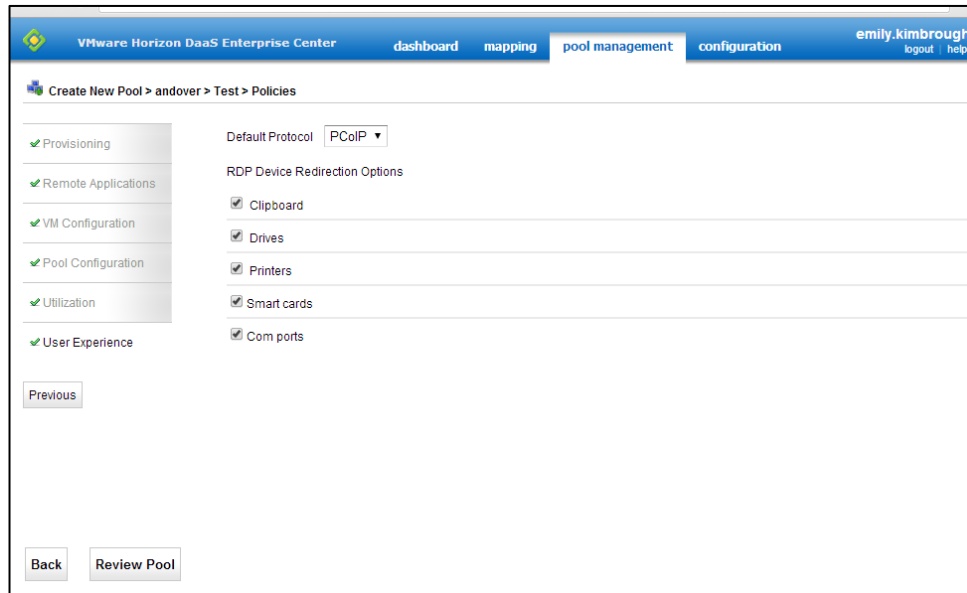 VMware Horizon DaaS Enterprise Center
dashboard
mapping
pool management
configuration
emily.kimbrough
logout | help
Create New Pool > andover > Test > Policies
Provisioning
Remote Applications
VM Configuration
Pool Configuration
Utilization
User Experience
Previous
Default Protocol PCoIP
RDP Device Redirection Options
Clipboard
Drives
Printers
Smart cards
Com ports
Back
Review Pool